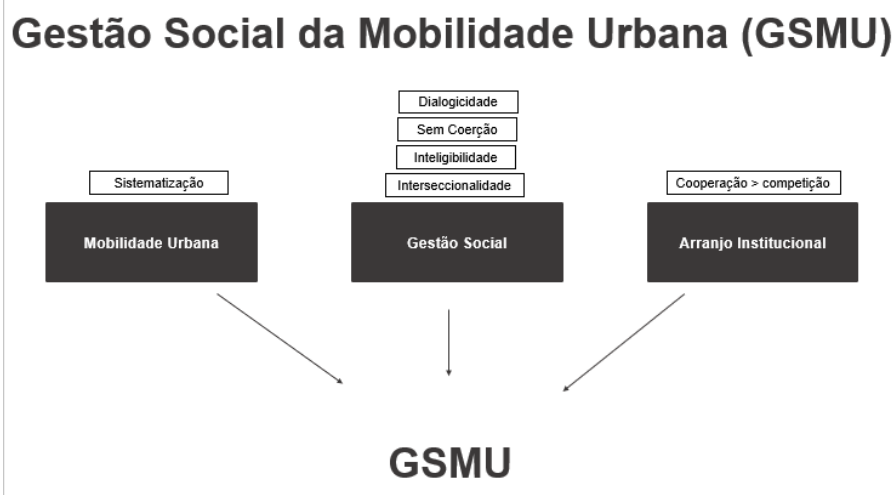 Gestão Social da Mobilidade Urbana (GSMU)
Dialogicidade
Sem Coerção
Inteligibilidade
Sistematização
Interseccionalidade
Cooperação > competição
Mobilidade Urbana
Gestão Social
Arranjo Institucional
GSMU